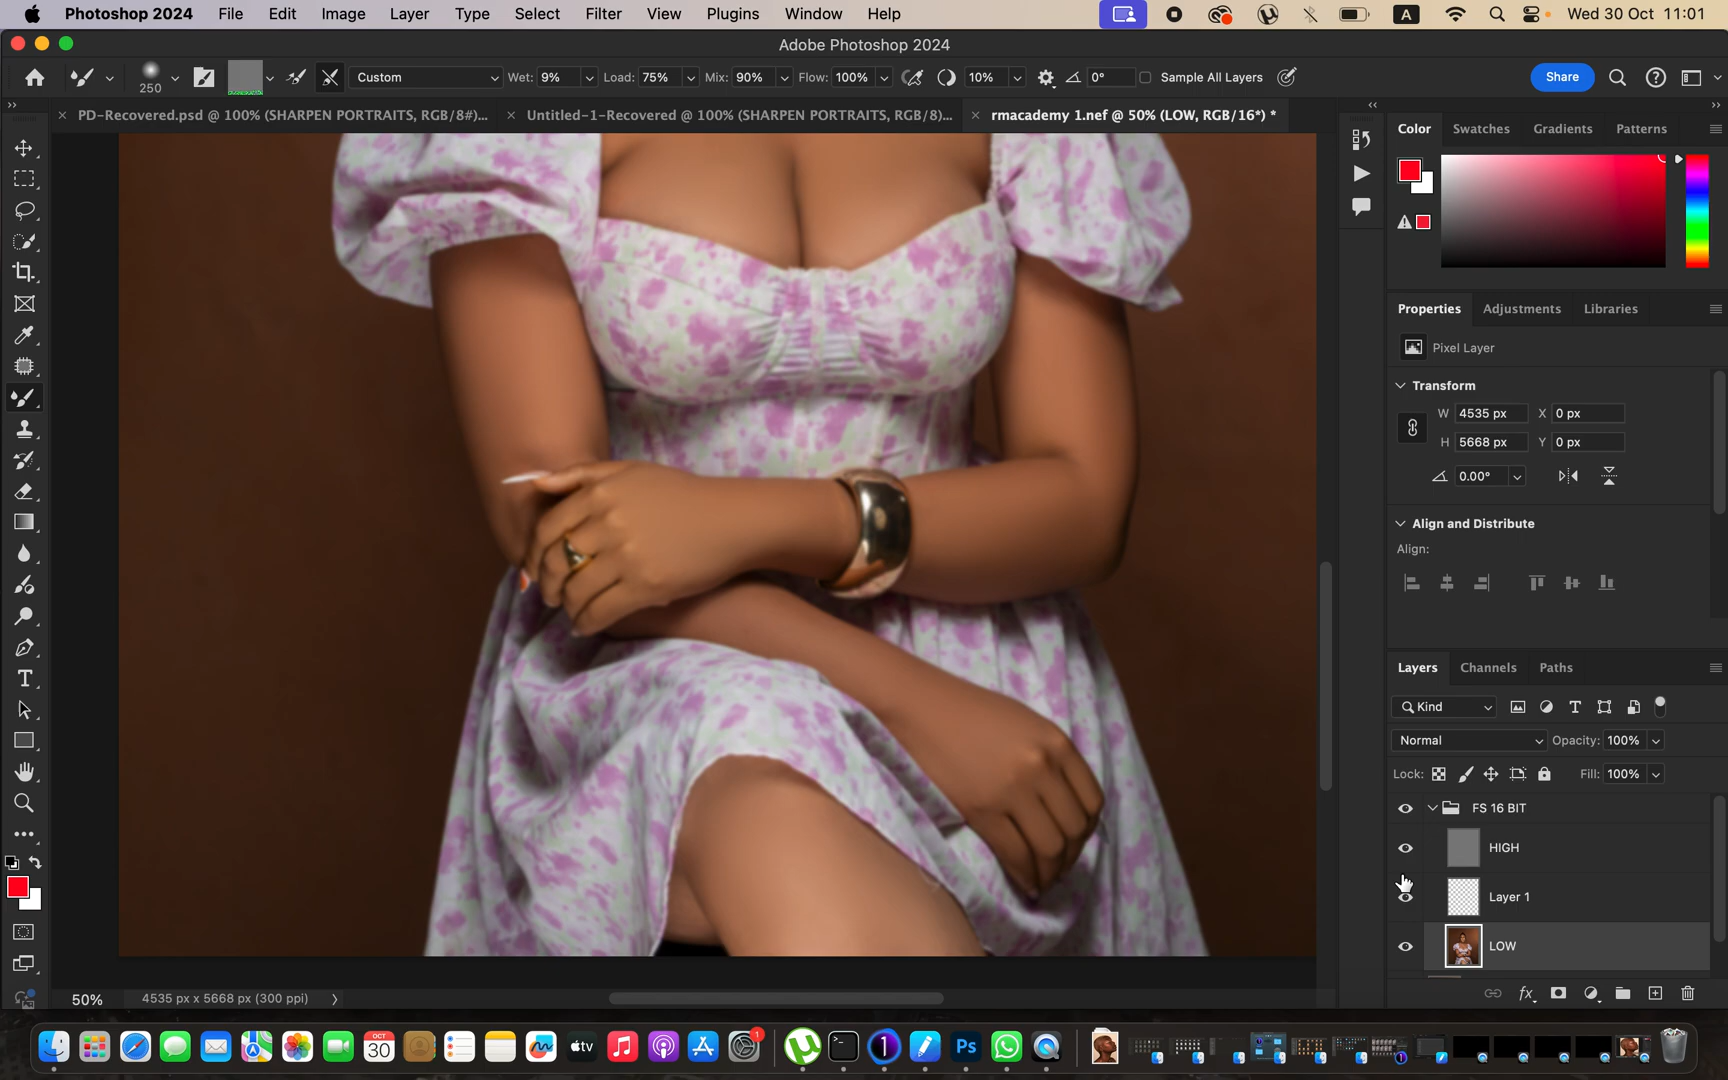 Photoshop 2024 File Edit Image Layer Type Select Filter View Plugins Window Help A Wed 30 Oct 11:01
Adobe Photoshop 2024
250 Custom Wet: 9% Load: 75% Mix: 90% Flow: 100% 10% 0° Sample All Layers Share
PD-Recovered.psd @ 100% (SHARPEN PORTRAITS, RGB/8#)... Untitled-1-Recovered @ 100% (SHARPEN PORTRAITS, RGB/8)... rmacademy 1.nef @ 50% (LOW, RGB/16*) *
Color Swatches Gradients Patterns
Properties Adjustments Libraries
Pixel Layer
Transform
W 4535 px X 0 px
H 5668 px Y 0 px
0.00°
Align and Distribute
Align:
Layers Channels Paths
Kind
Normal Opacity: 100%
Lock: Fill: 100%
FS 16 BIT
HIGH
Layer 1
LOW
50% 4535 px x 5668 px (300 ppi)
OCT
30
tv
1
Ps